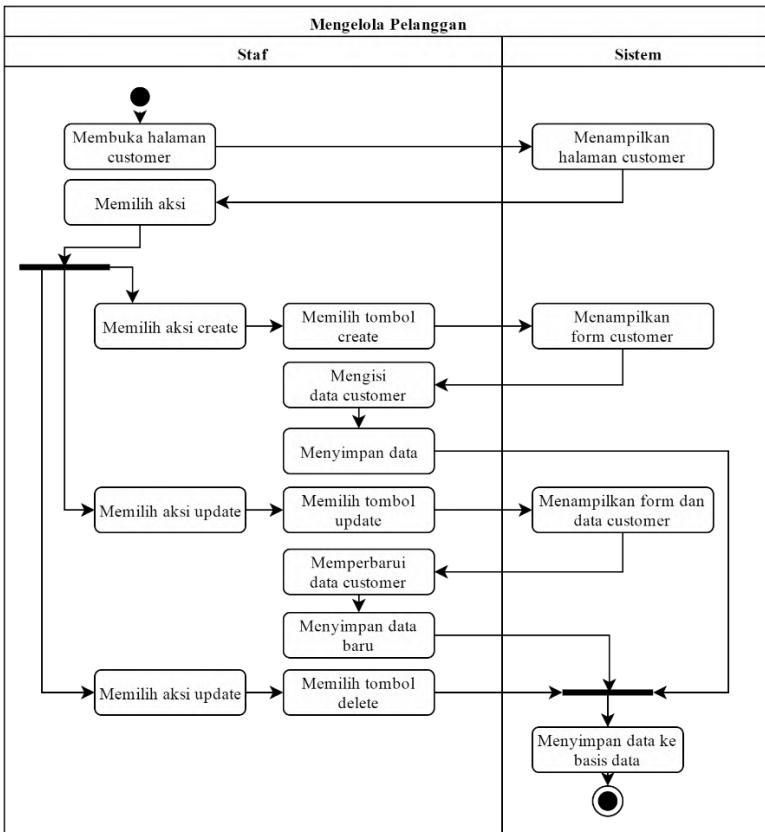 Mengelola Pelanggan
Staf
Sistem
Membuka halaman
customer
Menampilkan
halaman customer
Memilih aksi
Memilih aksi create
Memilih tombol
create
Menampilkan
form customer
Mengisi
data customer
Menyimpan data
Memilih aksi update
Memilih tombol
update
Menampilkan form dan
data customer
Memperbarui
data customer
Menyimpan data
baru
Memilih aksi update
Memilih tombol
delete
Menyimpan data ke
basis data